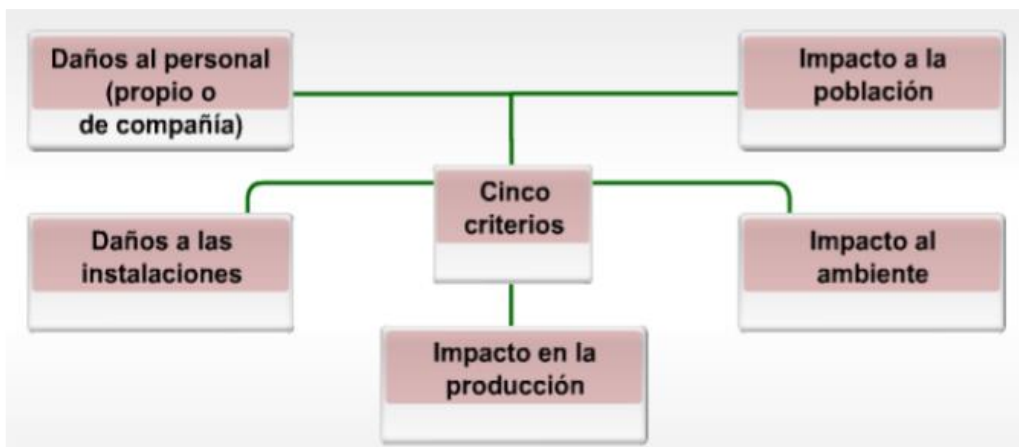 Daños al personal
(propio o
de compañía)
Impacto a la
población
Cinco
criterios
Daños a las
instalaciones
Impacto al
ambiente
Impacto en la
producción